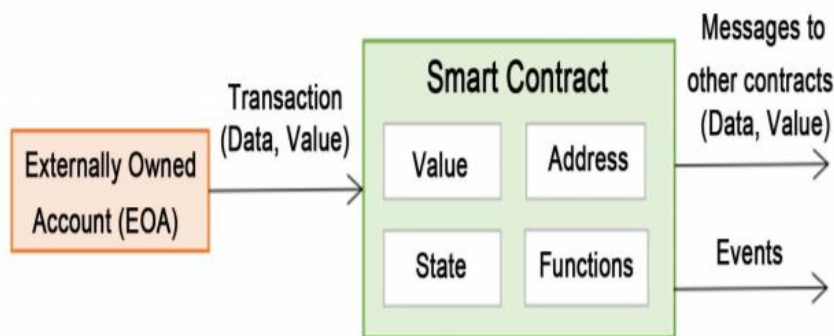 Externally Owned
Account (EOA)
Transaction
(Data, Value)
Smart Contract
Value
Address
State
Functions
Messages to
other contracts
(Data, Value)
Events